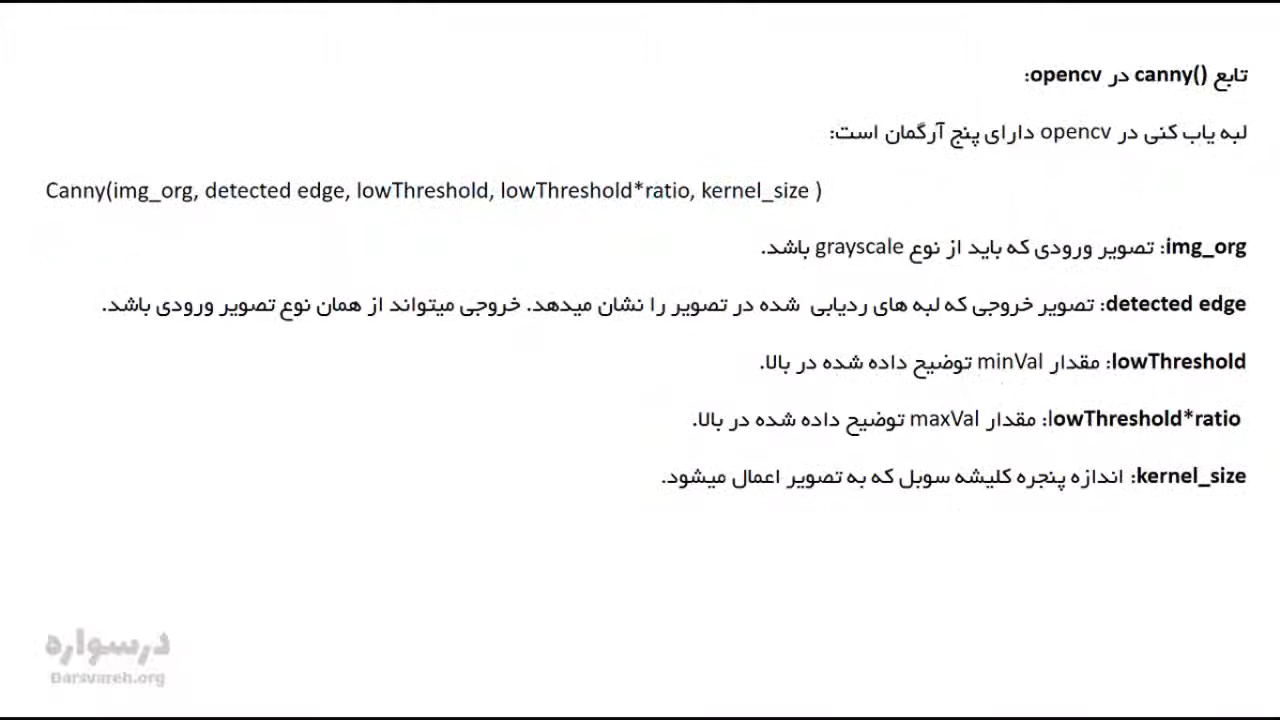 تابع canny() در opencv:
لبه یاب کنی در opencv دارای پنج آرگمان است:
Canny(img_org, detected edge, lowThreshold, lowThreshold*ratio, kernel_size )
img_org: تصویر ورودی که باید از نوع grayscale باشد.
detected edge: تصویر خروجی که لبه های ردیابی شده در تصویر را نشان میدهد. خروجی میتواند از همان نوع تصویر ورودی باشد.
lowThreshold: مقدار minVal توضیح داده شده در بالا.
lowThreshold*ratio: مقدار maxVal توضیح داده شده در بالا.
kernel_size: اندازه پنجره کلیشه سوبل که به تصویر اعمال میشود.
درسواره
Darsvareh.org